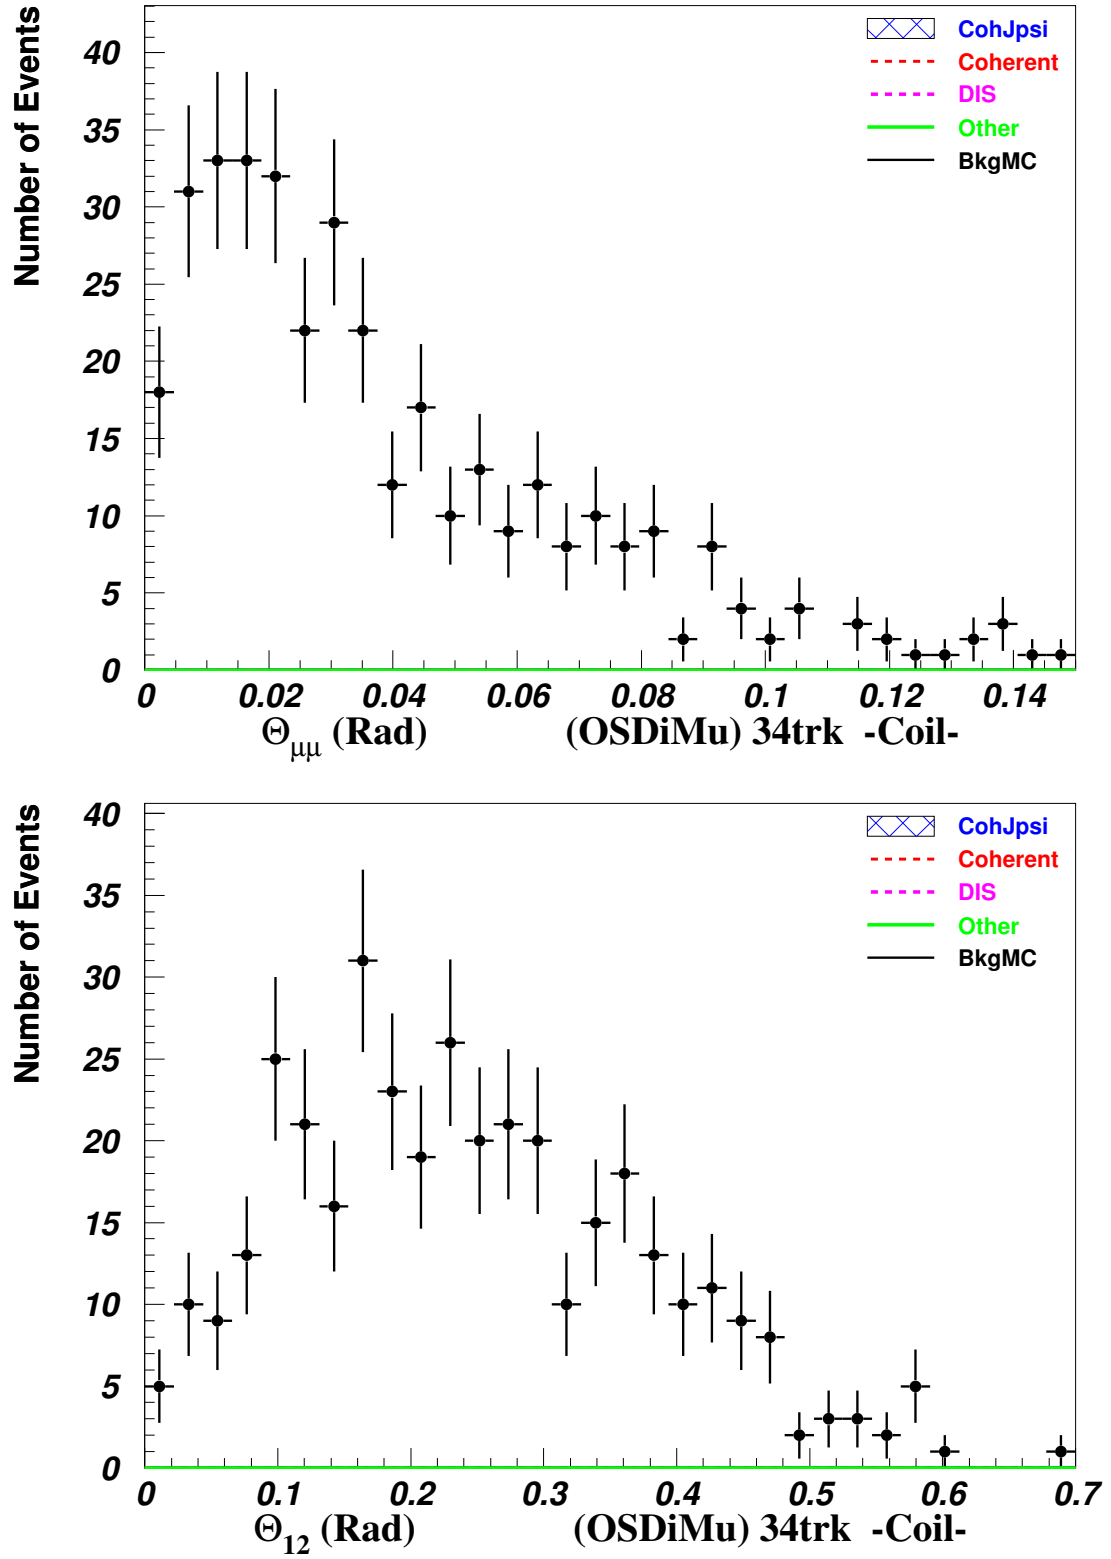 Number of Events
40
35
30
25
20
15
10
5
0
CohJpsi
Coherent
DIS
Other
BkgMC
0 0.02 0.04 0.06 0.08 0.1 0.12 0.14
Θμμ (Rad) (OSDiMu) 34trk -Coil-
Number of Events
40
35
30
25
20
15
10
5
0
CohJpsi
Coherent
DIS
Other
BkgMC
0 0.1 0.2 0.3 0.4 0.5 0.6 0.7
Θ12 (Rad) (OSDiMu) 34trk -Coil-